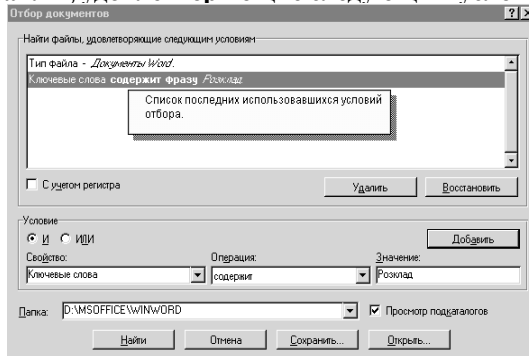 Отбор документов
Найти файлы, удовлетворяющие следующим условиям
Тип файла - Документы Word.
Ключевые слова содержит фразу Розклад
Список последних использовавшихся условий
отбора.
С учетом регистра
Удалить
Восстановить
Условие
И ИЛИ
Добавить
Свойство: Операция: Значение:
Ключевые слова содержит Розклад
Папка: D:\MSOFFICE\WINWORD Просмотр подкаталогов
Найти Отмена Сохранить... Открыть...